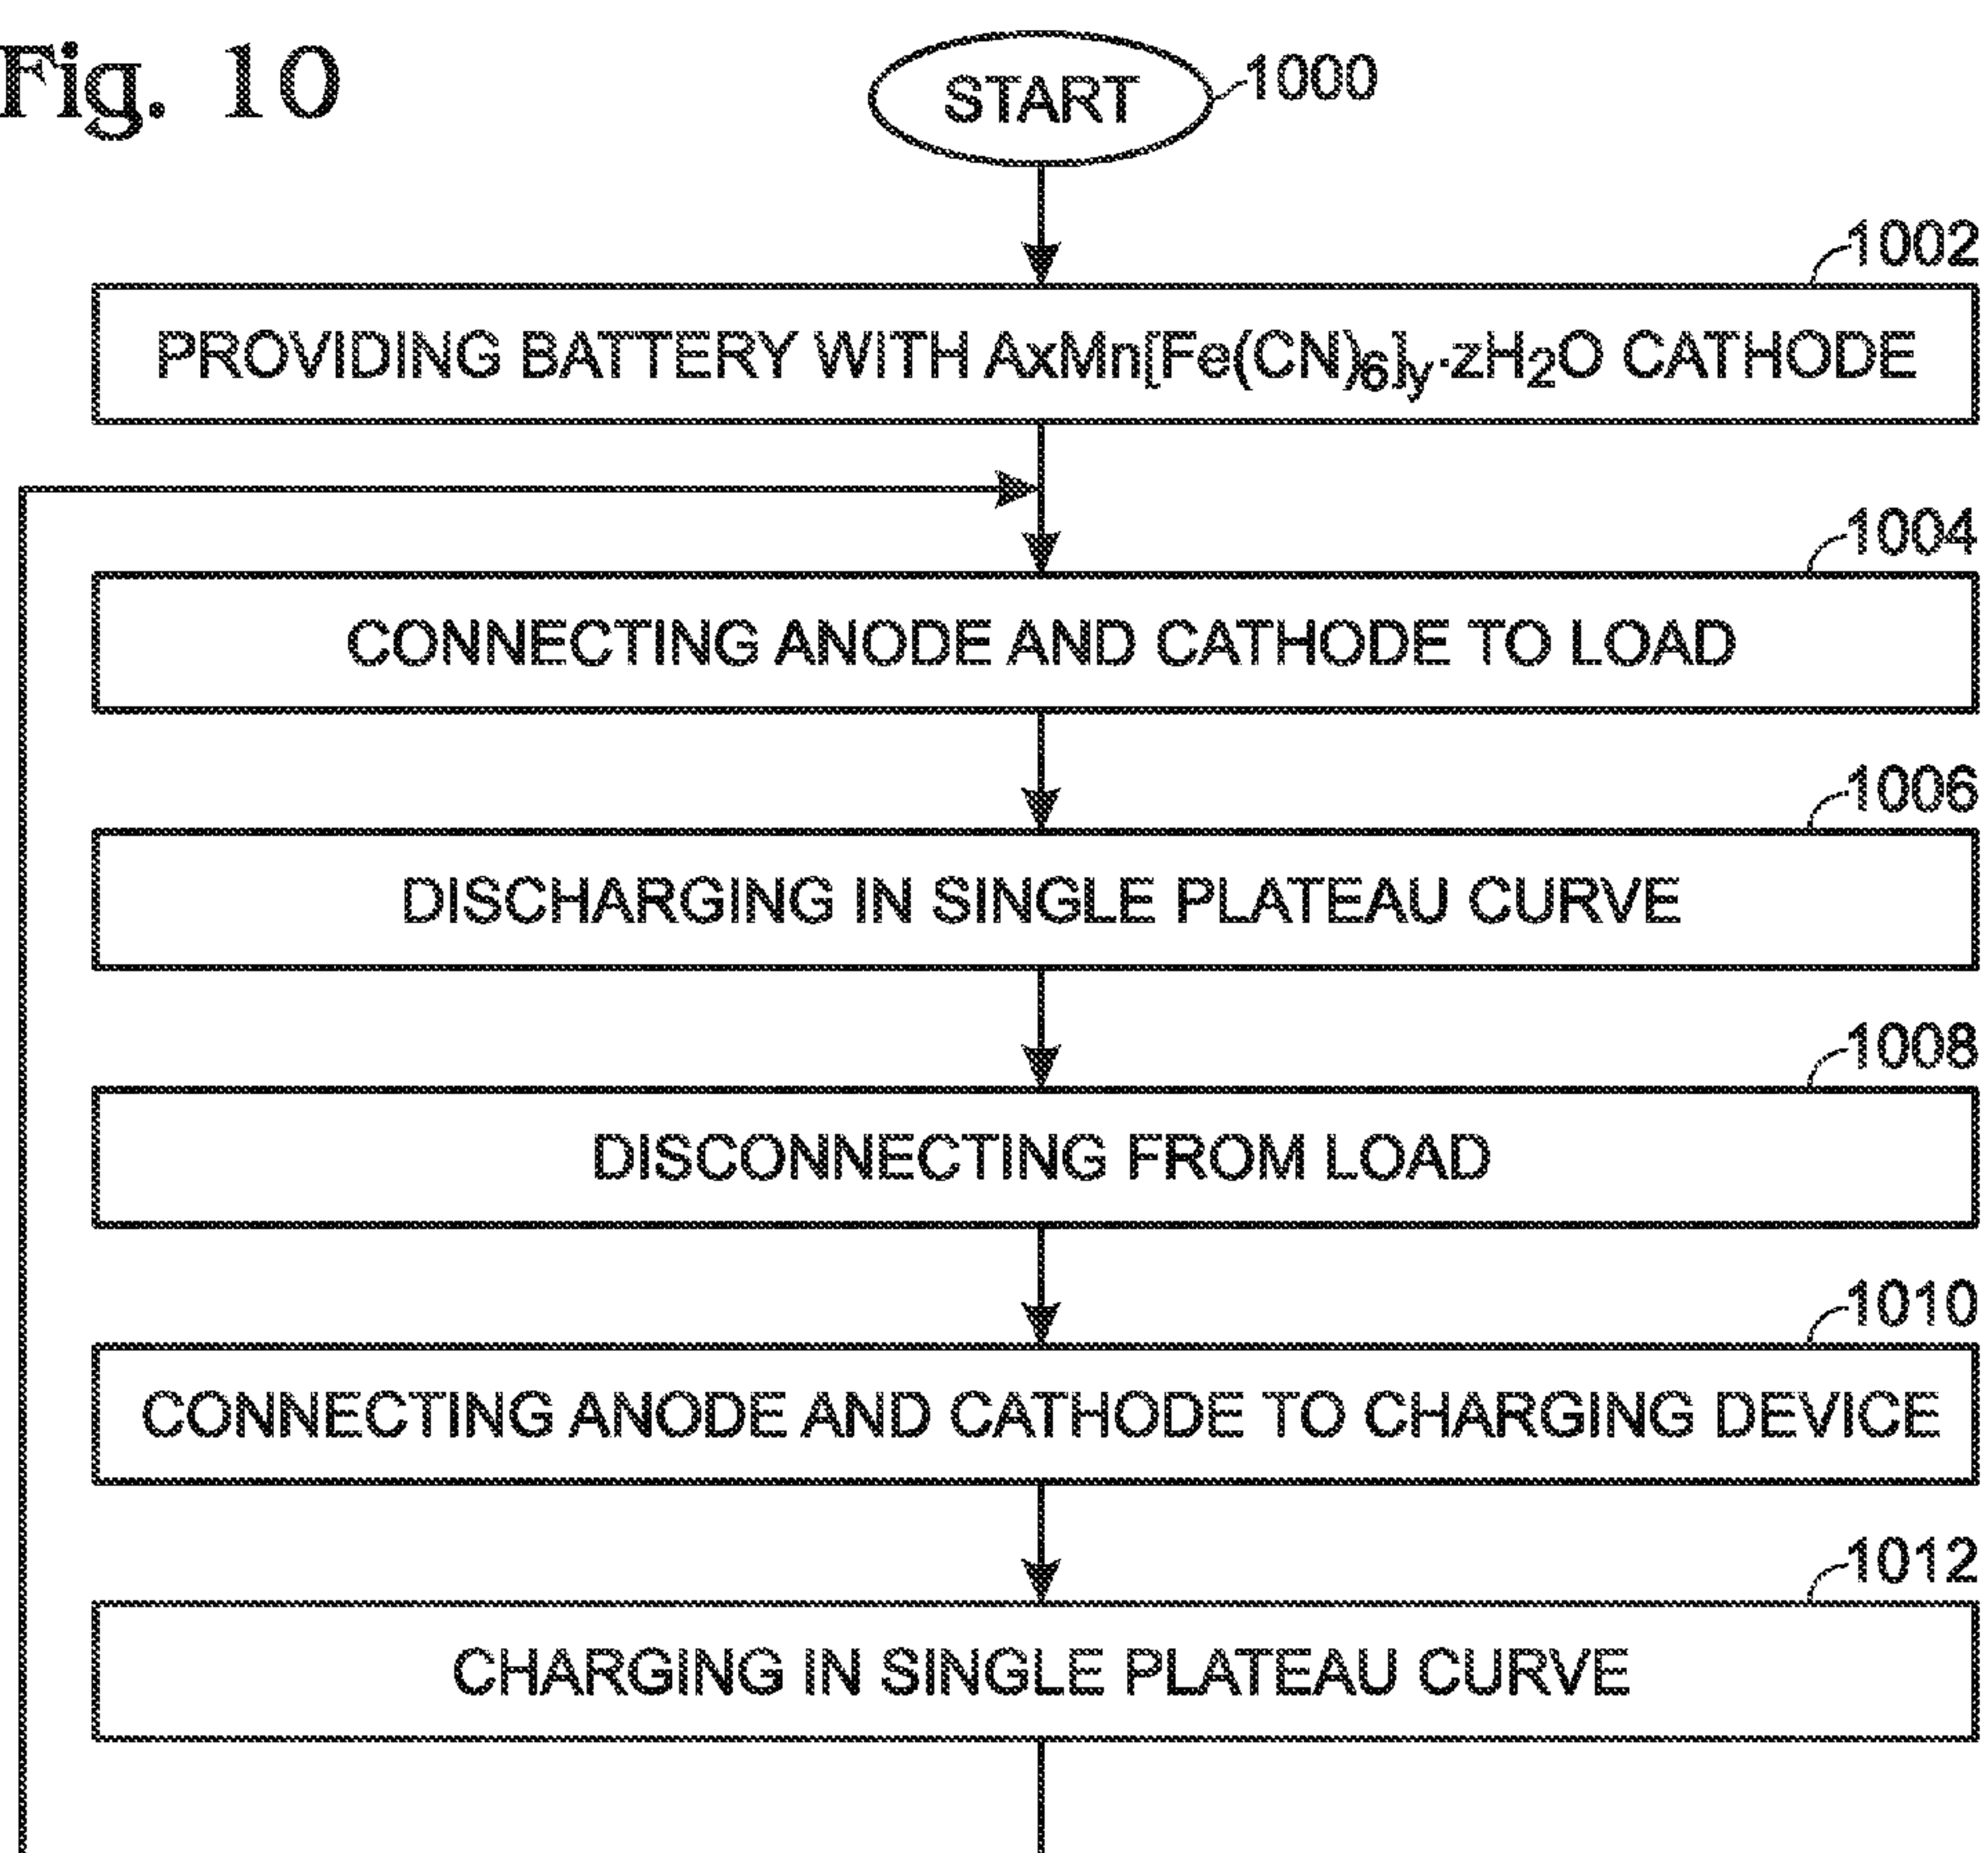 Fig. 10
START
1000
1002
PROVIDING BATTERY WITH AxMn[Fe(CN)6]y·zH2O CATHODE
1004
CONNECTING ANODE AND CATHODE TO LOAD
1006
DISCHARGING IN SINGLE PLATEAU CURVE
1008
DISCONNECTING FROM LOAD
1010
CONNECTING ANODE AND CATHODE TO CHARGING DEVICE
1012
CHARGING IN SINGLE PLATEAU CURVE